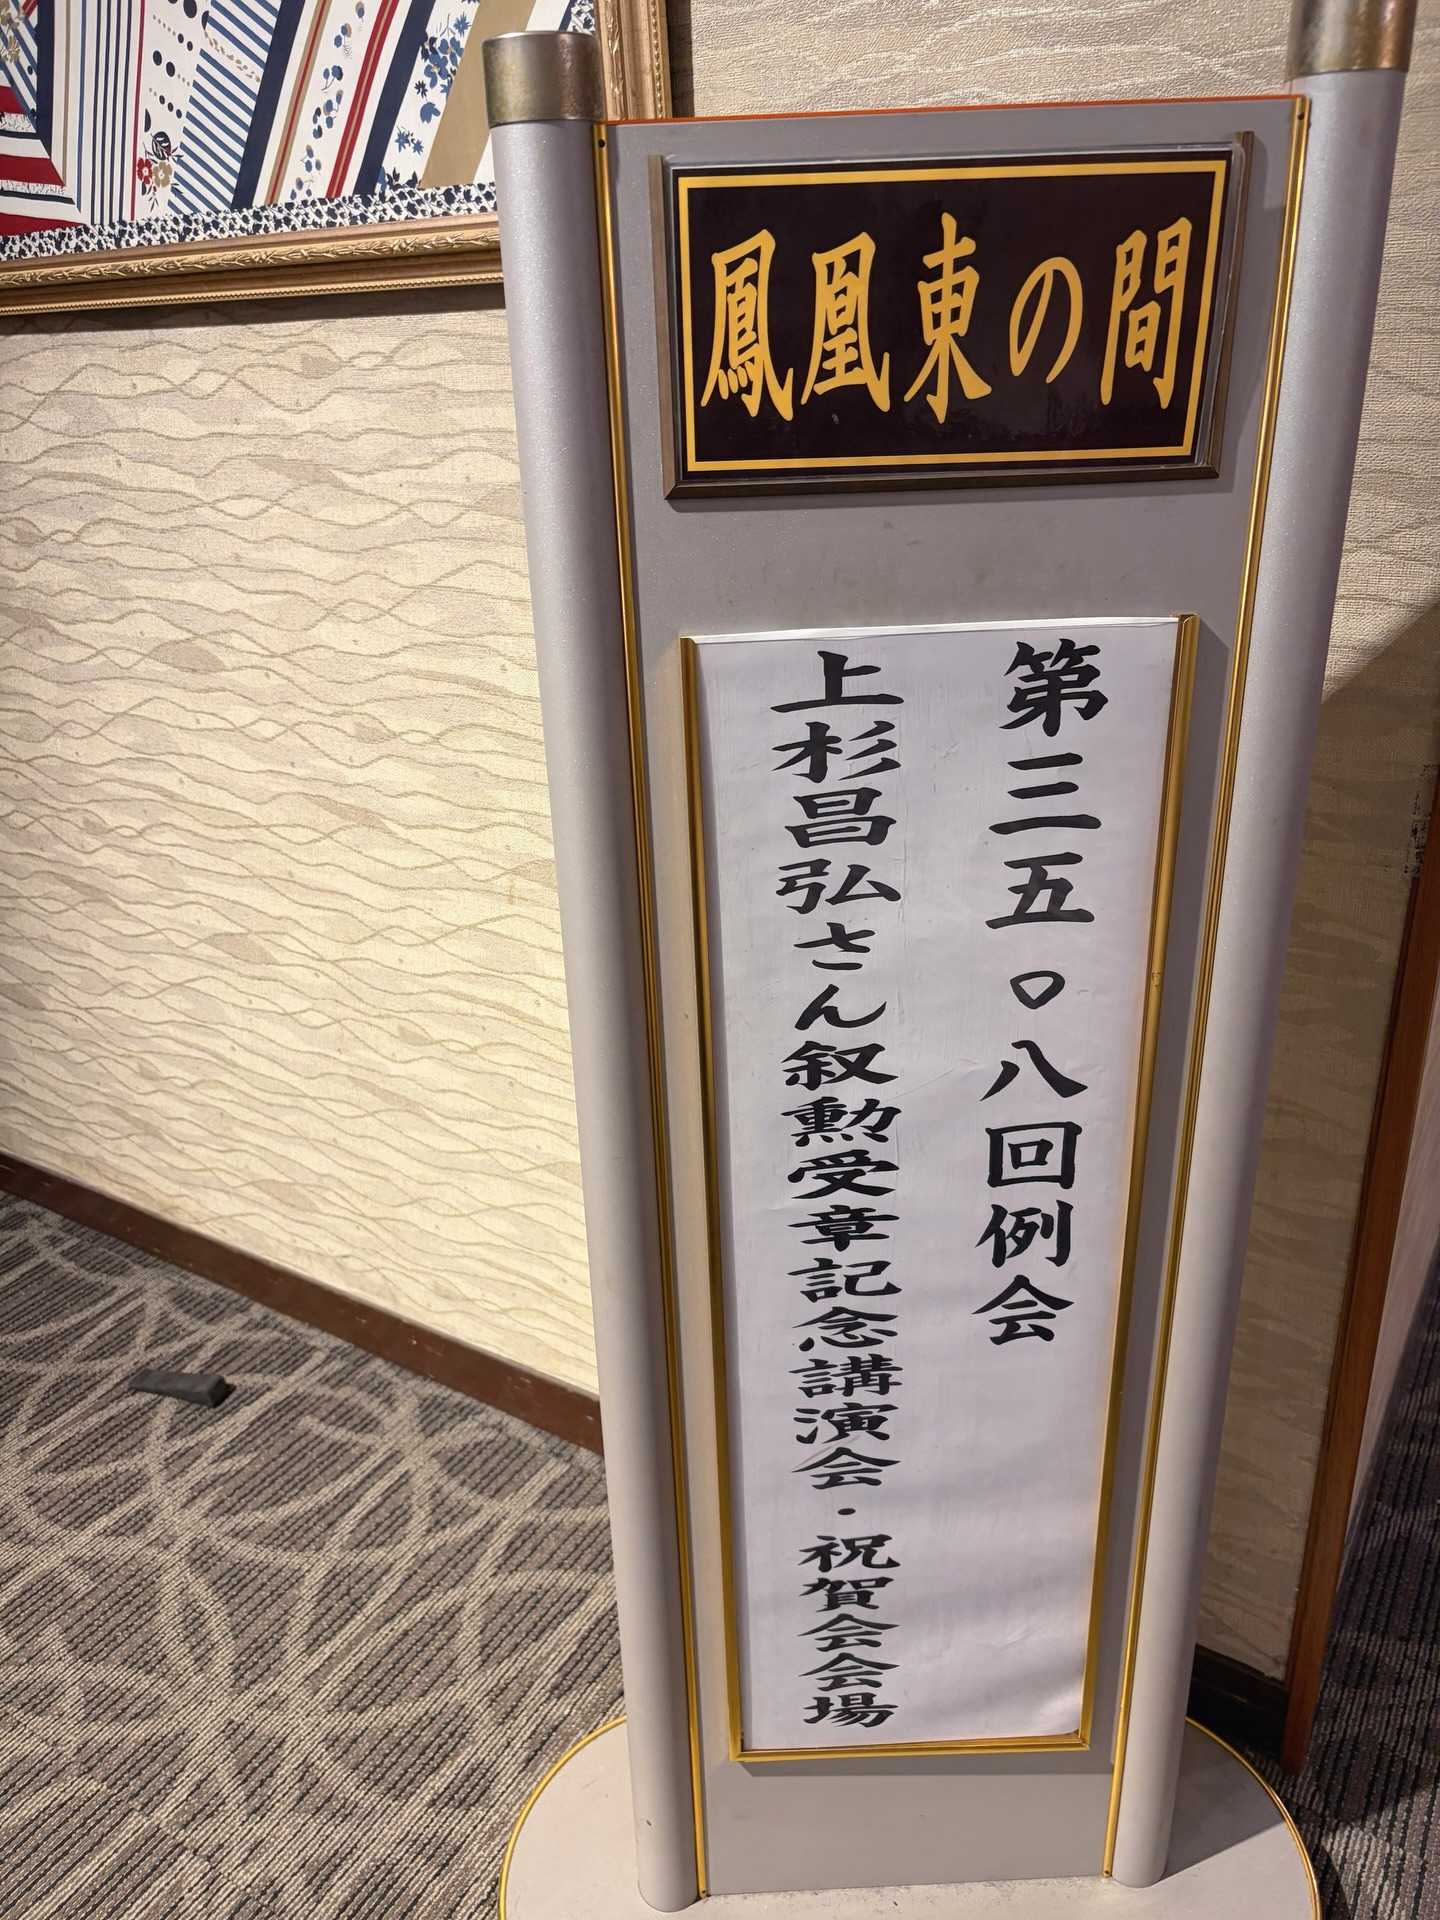 鳳凰東の間
第三五〇八回例会
上杉昌弘さん叙勲受章記念講演会・祝賀会会場